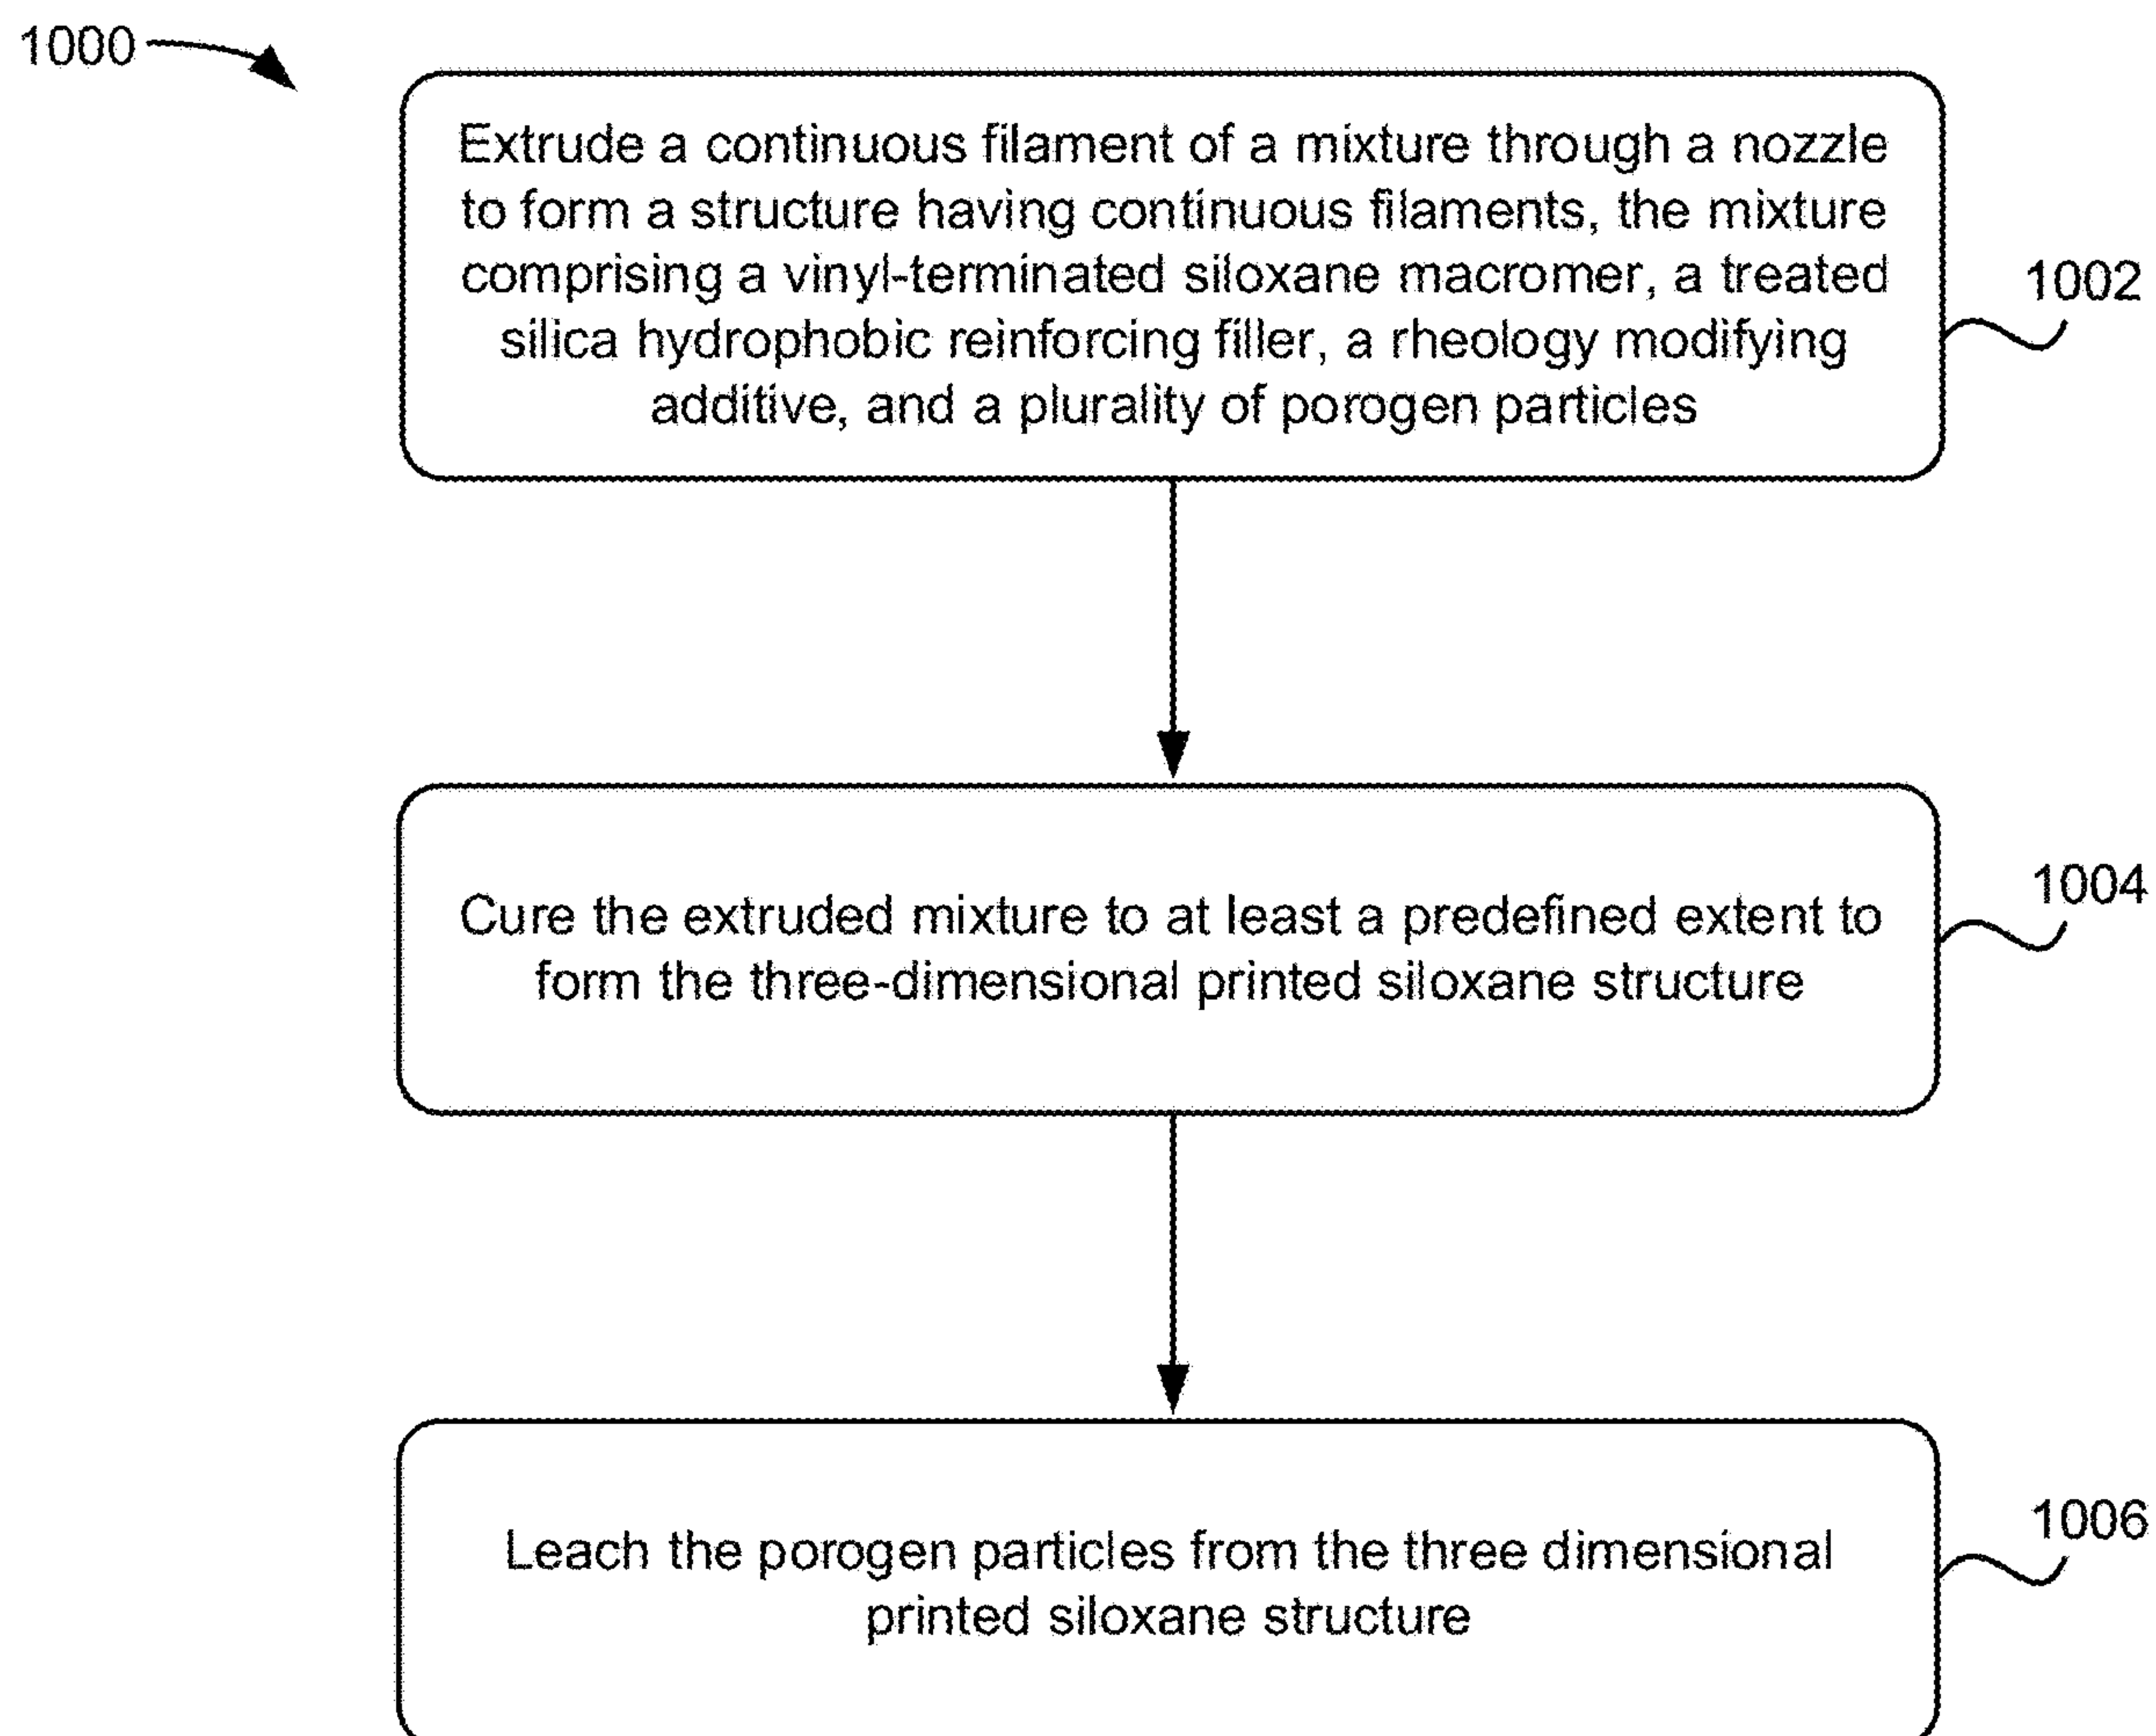 1000
Extrude a continuous filament of a mixture through a nozzle
to form a structure having continuous filaments, the mixture
comprising a vinyl-terminated siloxane macromer, a treated
silica hydrophobic reinforcing filler, a rheology modifying
additive, and a plurality of porogen particles
1002
Cure the extruded mixture to at least a predefined extent to
form the three-dimensional printed siloxane structure
1004
Leach the porogen particles from the three dimensional
printed siloxane structure
1006